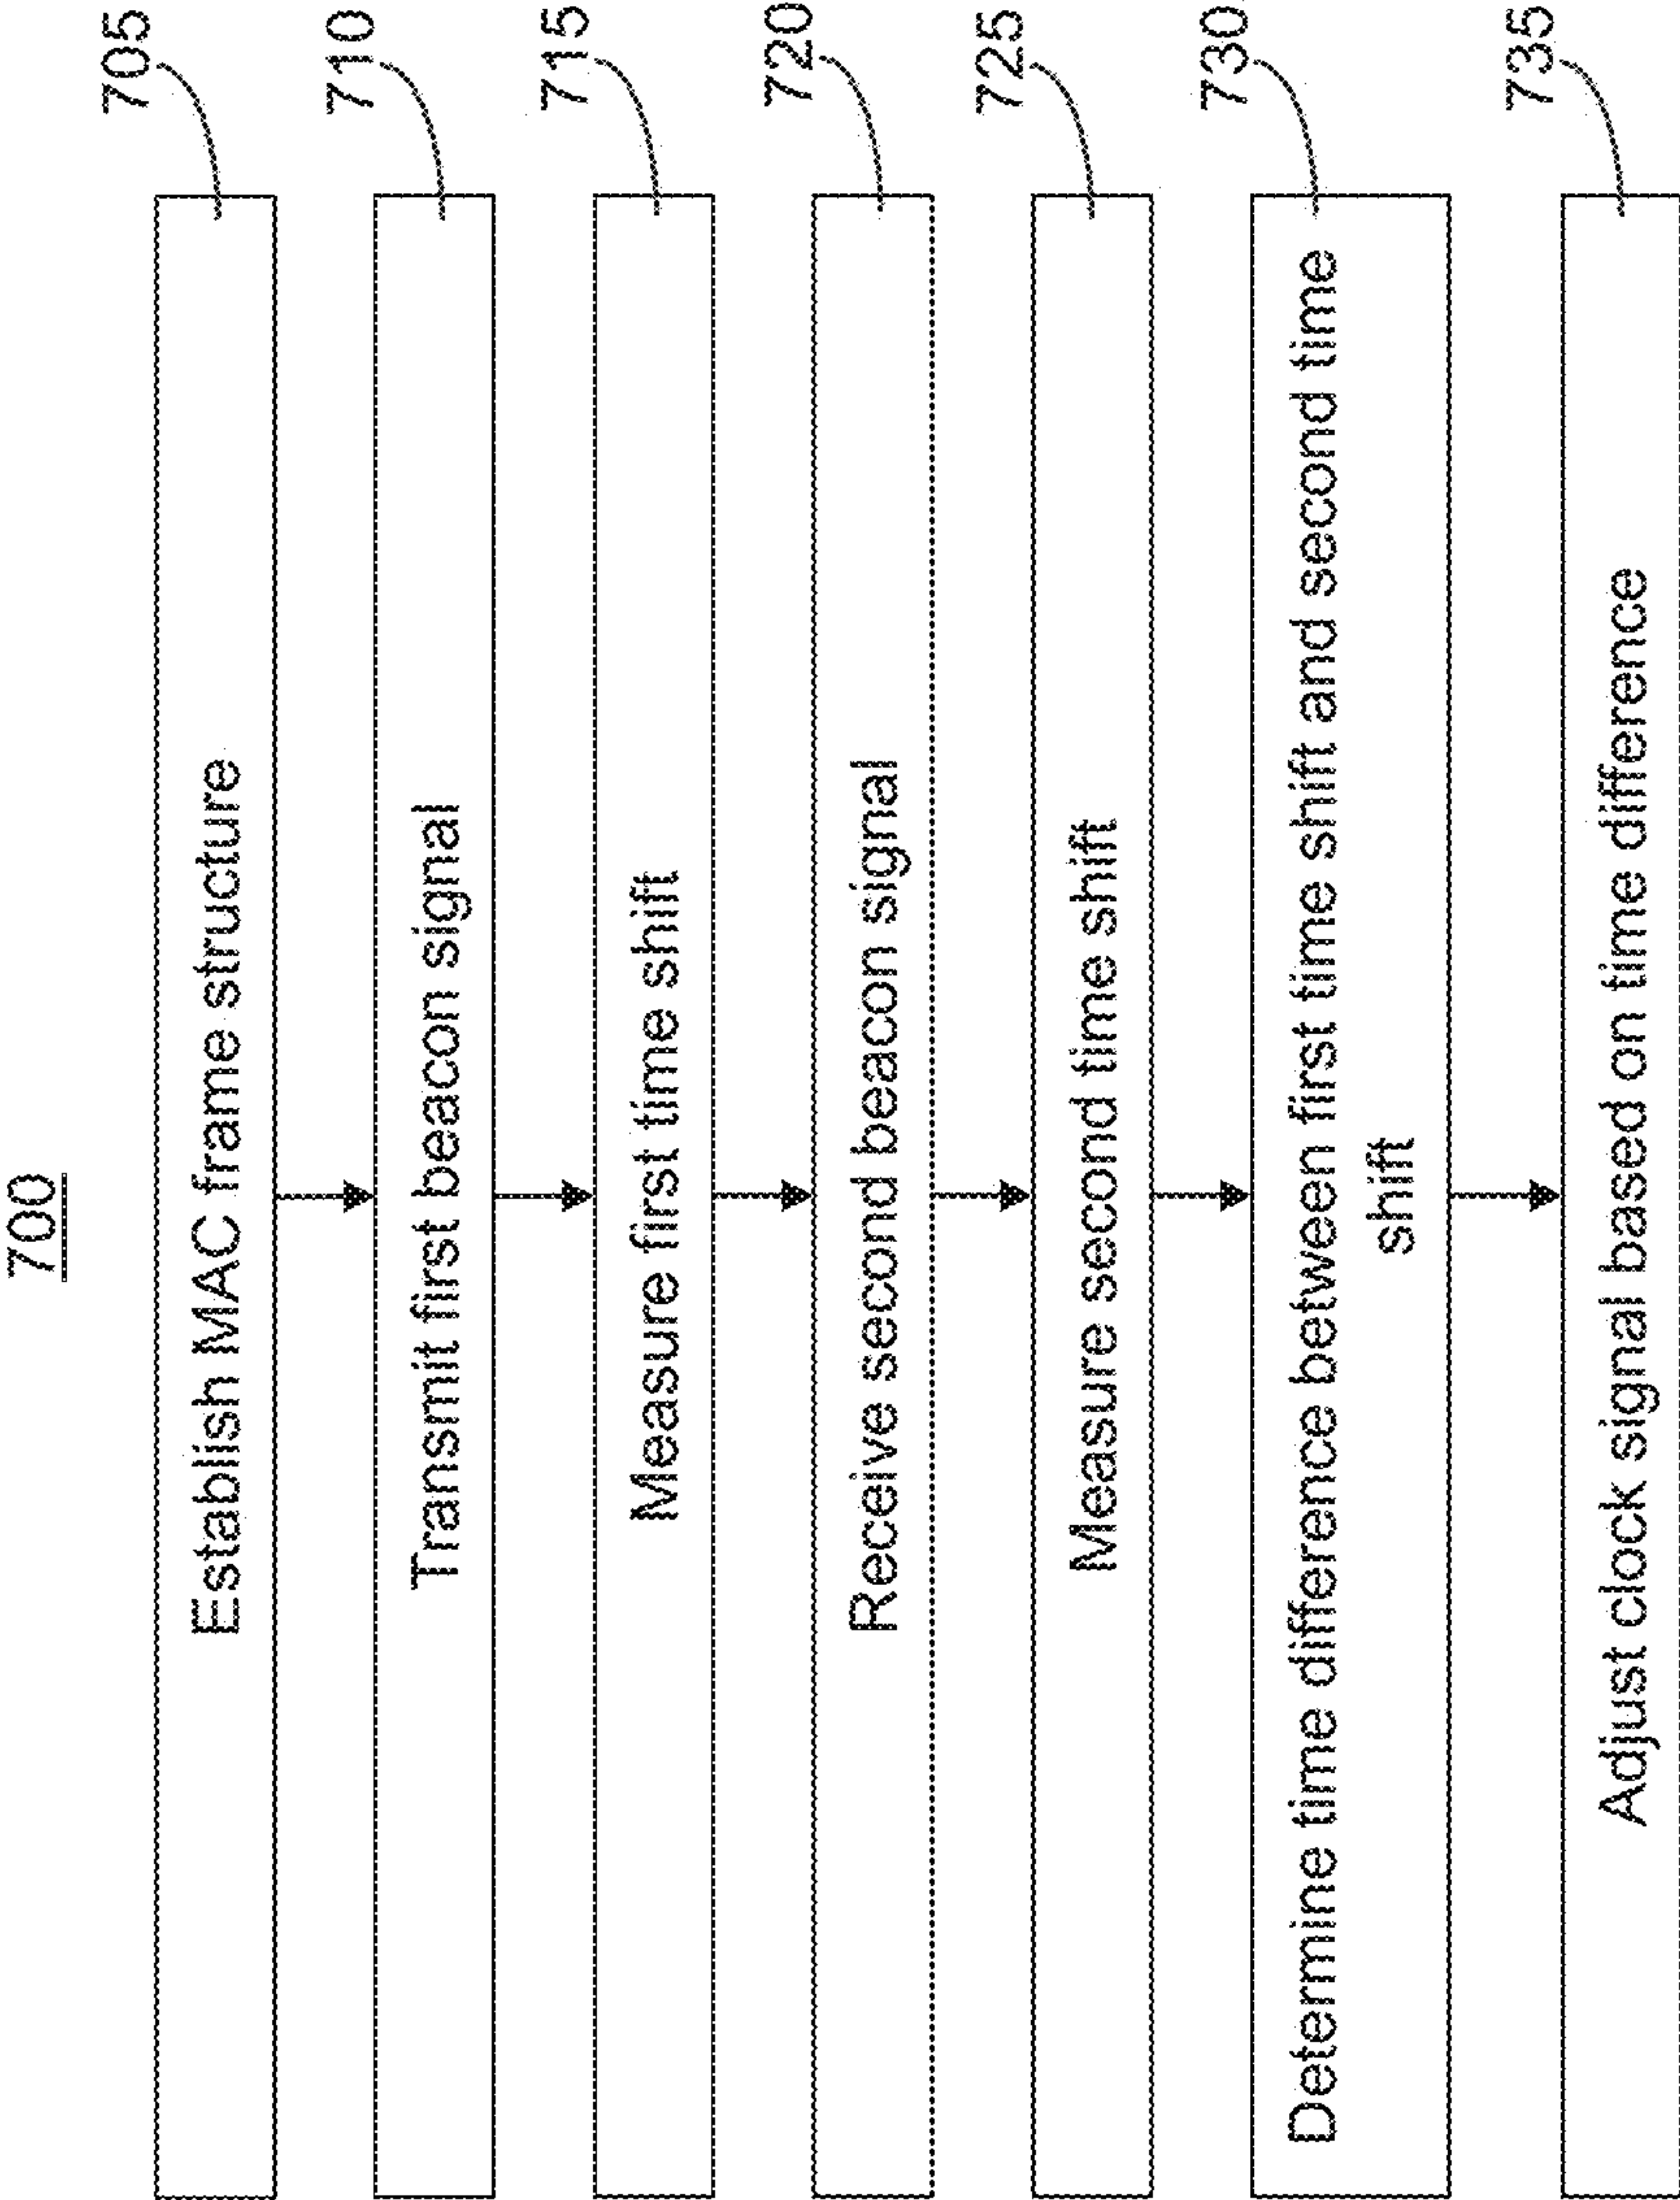 700
Establish MAC frame structure
705
Transmit first beacon signal
710
Measure first time shift
715
Receive second beacon signal
720
Measure second time shift
725
Determine time difference between first time shift and second time
shift
730
Adjust clock signal based on time difference
735